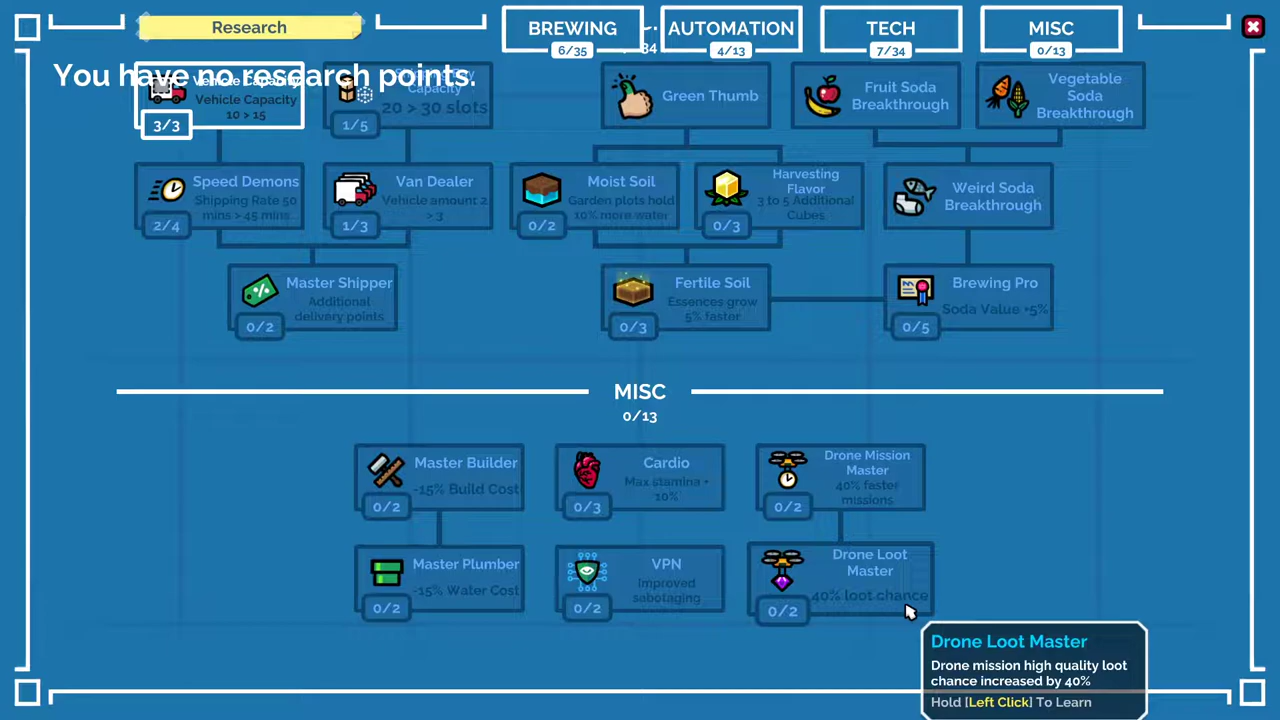 Research
BREWING
6/35
34
AUTOMATION
4/13
TECH
7/34
MISC
0/13
You have no research points.
Vehicle Capacity
Vehicle Capacity
10 > 15
3/3
Capacity
20 > 30 slots
1/5
Green Thumb
Fruit Soda
Breakthrough
Vegetable
Soda
Breakthrough
Speed Demons
Shipping Rate 50
mins > 45 mins
2/4
Van Dealer
Vehicle amount 2
> 3
1/3
Moist Soil
Garden plots hold
10% more water
0/2
Harvesting
Flavor
3 to 5 Additional
Cubes
0/3
Weird Soda
Breakthrough
Master Shipper
Additional
delivery points
0/2
Fertile Soil
Essences grow
5% faster
0/3
Brewing Pro
Soda Value +5%
0/5
MISC
0/13
Master Builder
-15% Build Cost
0/2
Cardio
Max stamina +
10%
0/3
Drone Mission
Master
40% faster
missions
0/2
Master Plumber
-15% Water Cost
0/2
VPN
Improved
sabotaging
0/2
Drone Loot
Master
40% loot chance
0/2
Drone Loot Master
Drone mission high quality loot
chance increased by 40%
Hold [Left Click] To Learn